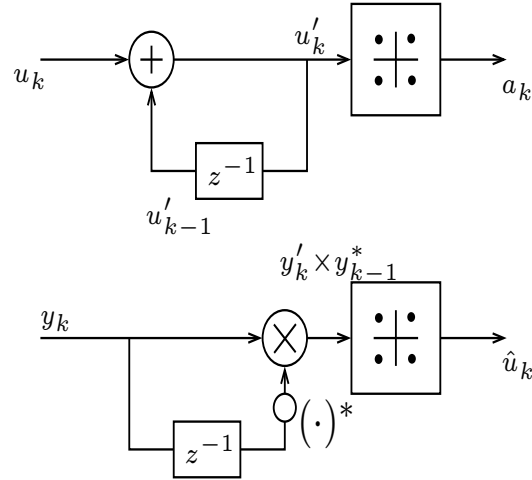 u′_k
u_k
+
a_k
z⁻¹
u′_{k−1}
y′_k × y*_{k−1}
y_k
×
û_k
(·)*
z⁻¹